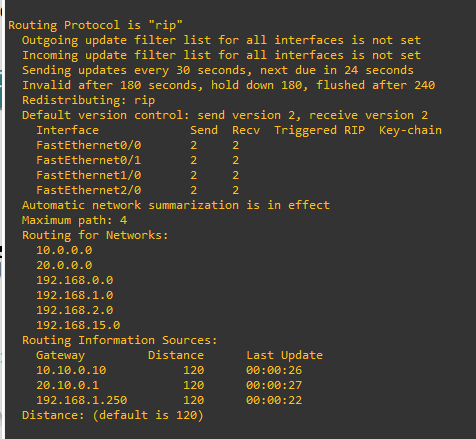 Routing Protocol is "rip"
  Outgoing update filter list for all interfaces is not set
  Incoming update filter list for all interfaces is not set
  Sending updates every 30 seconds, next due in 24 seconds
  Invalid after 180 seconds, hold down 180, flushed after 240
  Redistributing: rip
  Default version control: send version 2, receive version 2
    Interface             Send  Recv  Triggered RIP  Key-chain
    FastEthernet0/0       2     2
    FastEthernet0/1       2     2
    FastEthernet1/0       2     2
    FastEthernet2/0       2     2
  Automatic network summarization is in effect
  Maximum path: 4
  Routing for Networks:
    10.0.0.0
    20.0.0.0
    192.168.0.0
    192.168.1.0
    192.168.2.0
    192.168.15.0
  Routing Information Sources:
    Gateway         Distance      Last Update
    10.10.0.10           120      00:00:26
    20.10.0.1            120      00:00:27
    192.168.1.250        120      00:00:22
  Distance: (default is 120)